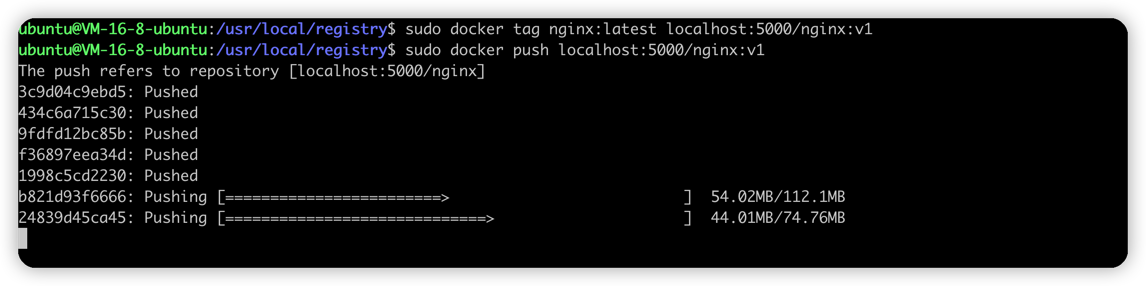 ubuntu@VM-16-8-ubuntu:/usr/local/registry$ sudo docker tag nginx:latest localhost:5000/nginx:v1
ubuntu@VM-16-8-ubuntu:/usr/local/registry$ sudo docker push localhost:5000/nginx:v1
The push refers to repository [localhost:5000/nginx]
3c9d04c9ebd5: Pushed
434c6a715c30: Pushed
9fdfd12bc85b: Pushed
f36897eea34d: Pushed
1998c5cd2230: Pushed
b821d93f6666: Pushing [========================>                          ]  54.02MB/112.1MB
24839d45ca45: Pushing [=============================>                     ]  44.01MB/74.76MB